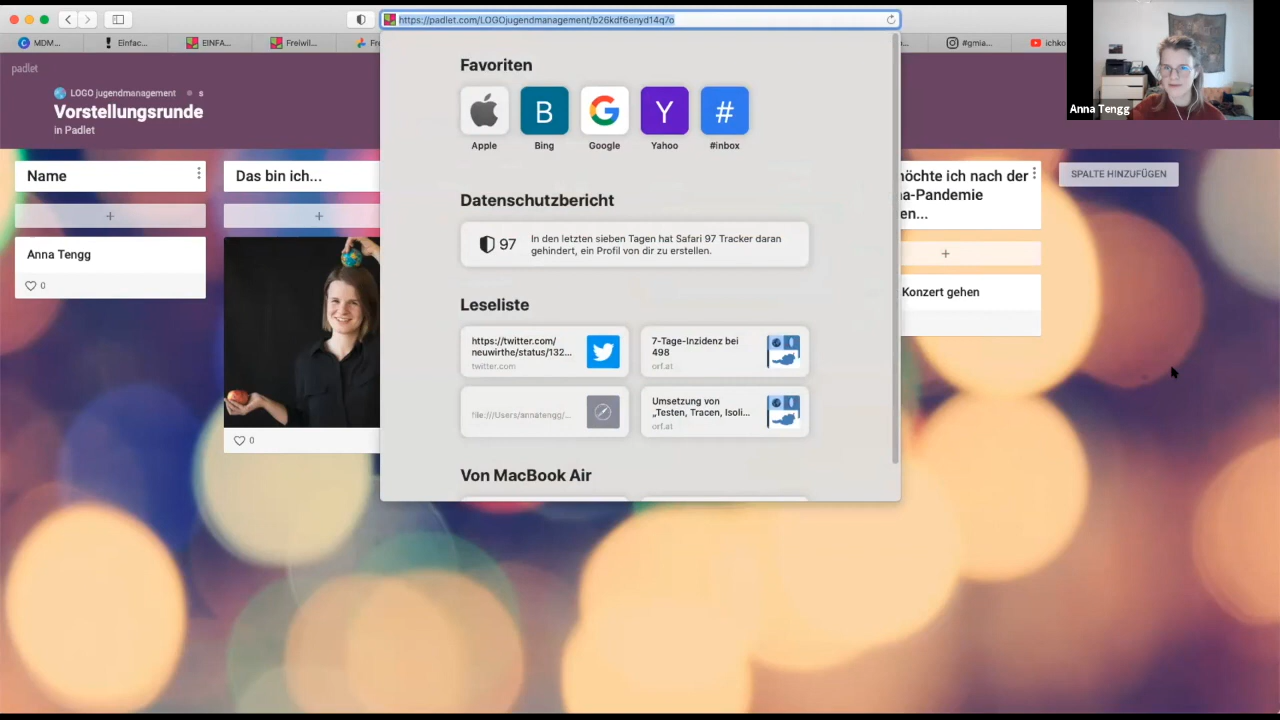 https://padlet.com/LOGOjugendmanagement/b26kdf6enyd14q7o
MDM...
Einfac...
EINFA...
Freiwil...
Fre
#gmia...
ichko
Anna Tengg
padlet
LOGO jugendmanagement
s
Vorstellungsrunde
in Padlet
Name
Das bin ich...
möchte ich nach der
na-Pandemie
en...
SPALTE HINZUFÜGEN
+
+
+
Anna Tengg
0
0
Konzert gehen
Favoriten
Apple
B
Bing
G
Google
Y
Yahoo
#
#inbox
Datenschutzbericht
97
In den letzten sieben Tagen hat Safari 97 Tracker daran
gehindert, ein Profil von dir zu erstellen.
Leseliste
https://twitter.com/
neuwirthe/status/132...
twitter.com
7-Tage-Inzidenz bei
498
orf.at
file:///Users/annatengg/...
Umsetzung von
„Testen, Tracen, Isoli...
orf.at
Von MacBook Air